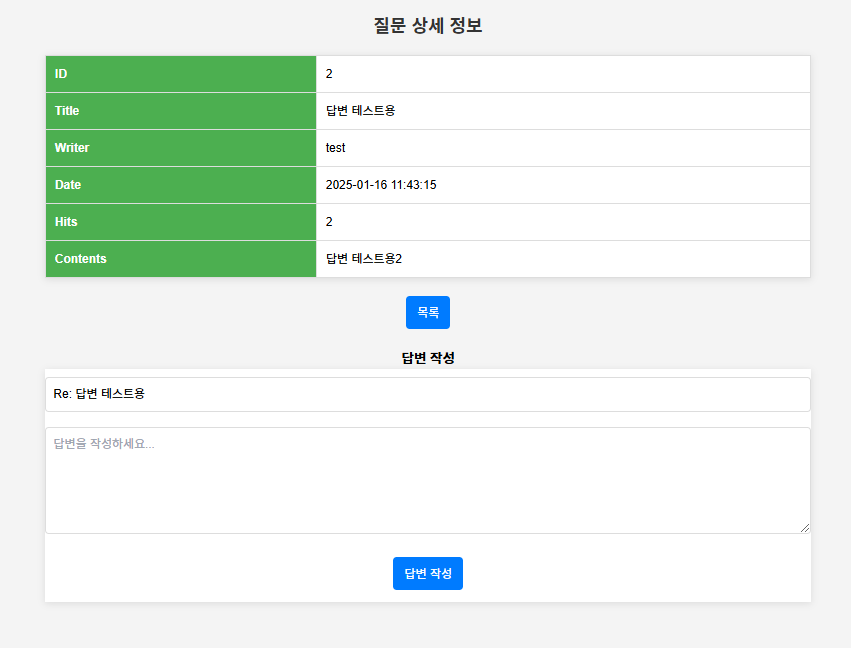 질문 상세 정보
ID 2
Title 답변 테스트용
Writer test
Date 2025-01-16 11:43:15
Hits 2
Contents 답변 테스트용2
목록
답변 작성
Re: 답변 테스트용
답변을 작성하세요...
답변 작성